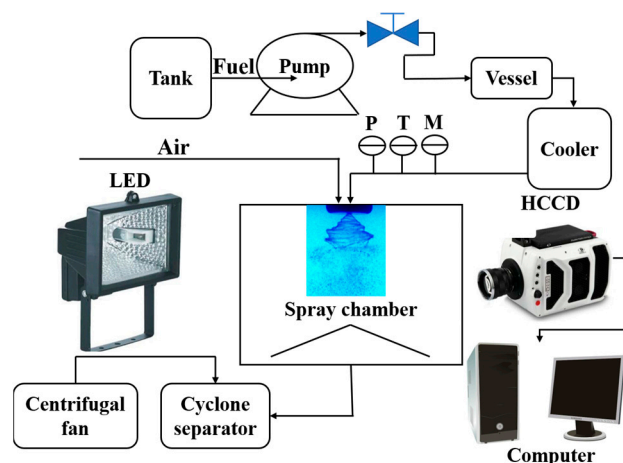 Tank
Fuel
Pump
Vessel
P T M
Cooler
Air
LED
HCCD
Spray chamber
Centrifugal
fan
Cyclone
separator
Computer